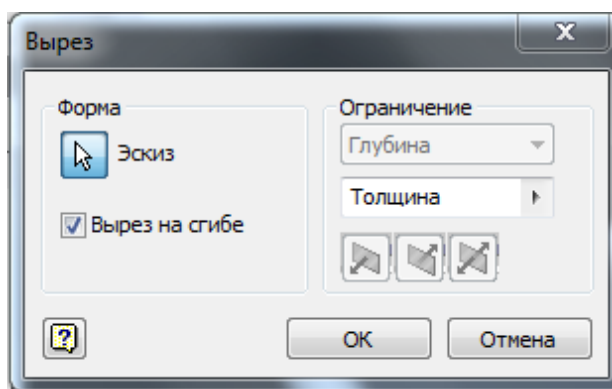 Вырез
Форма
Эскиз
Вырез на сгибе
Ограничение
Глубина
Толщина
?
OK
Отмена